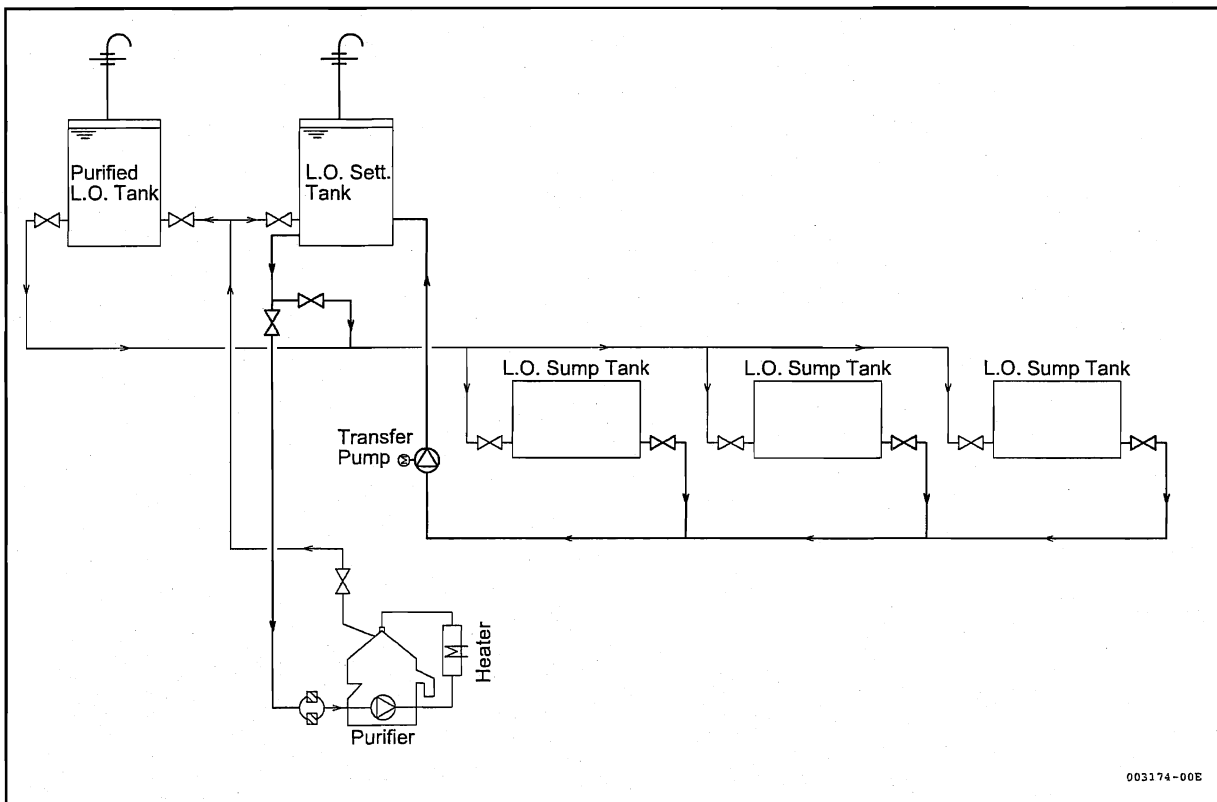 Purified
L.O. Tank
L.O. Sett.
Tank
L.O. Sump Tank
L.O. Sump Tank
L.O. Sump Tank
Transfer
Pump
M
M
Heater
Purifier
003174-00E